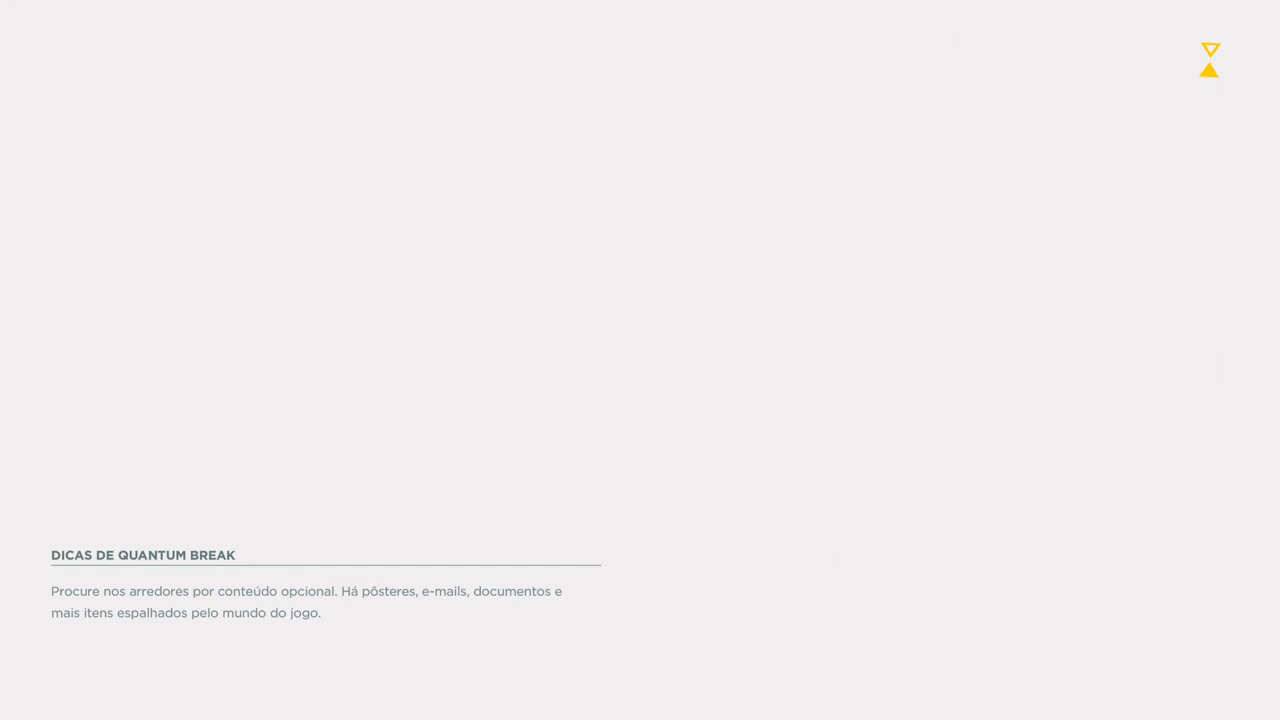 DICAS DE QUANTUM BREAK
Procure nos arredores por conteúdo opcional. Há pôsteres, e-mails, documentos e
mais itens espalhados pelo mundo do jogo.